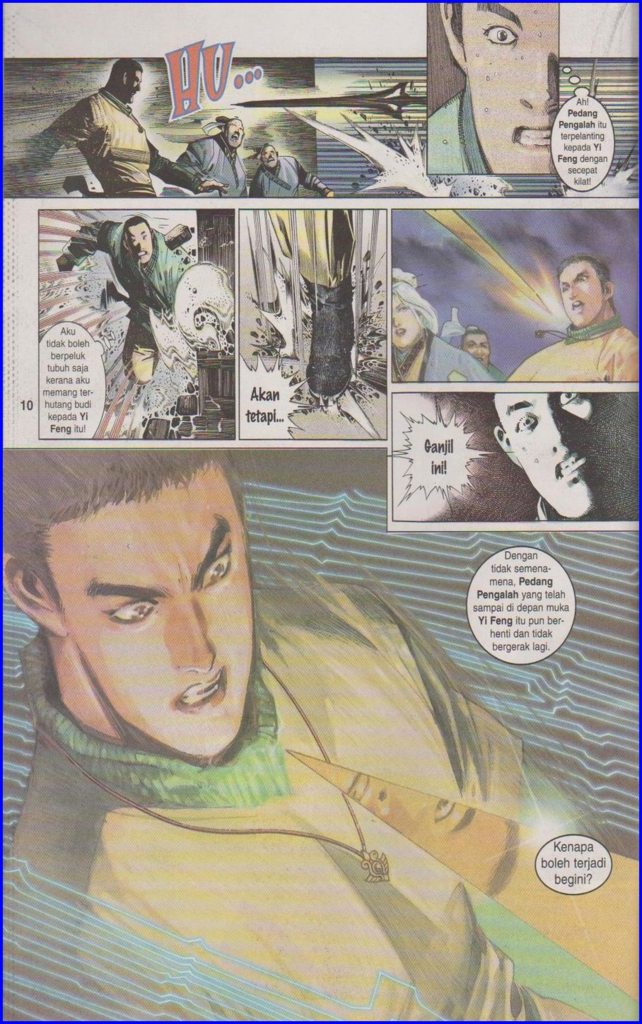 HU...
Ah!
Pedang
Pengalah itu
terpelanting
kepada Yi
Feng dengan
secepat
kilat!
Aku
tidak boleh
berpeluk
tubuh saja
kerana aku
memang ter-
hutang budi
kepada Yi
Feng itu!
Akan
tetapi...
Ganjil
ini!
10
Dengan
tidak semena-
mena, Pedang
Pengalah yang telah
sampai di depan muka
Yi Feng itu pun ber-
henti dan tidak
bergerak lagi.
Kenapa
boleh terjadi
begini?